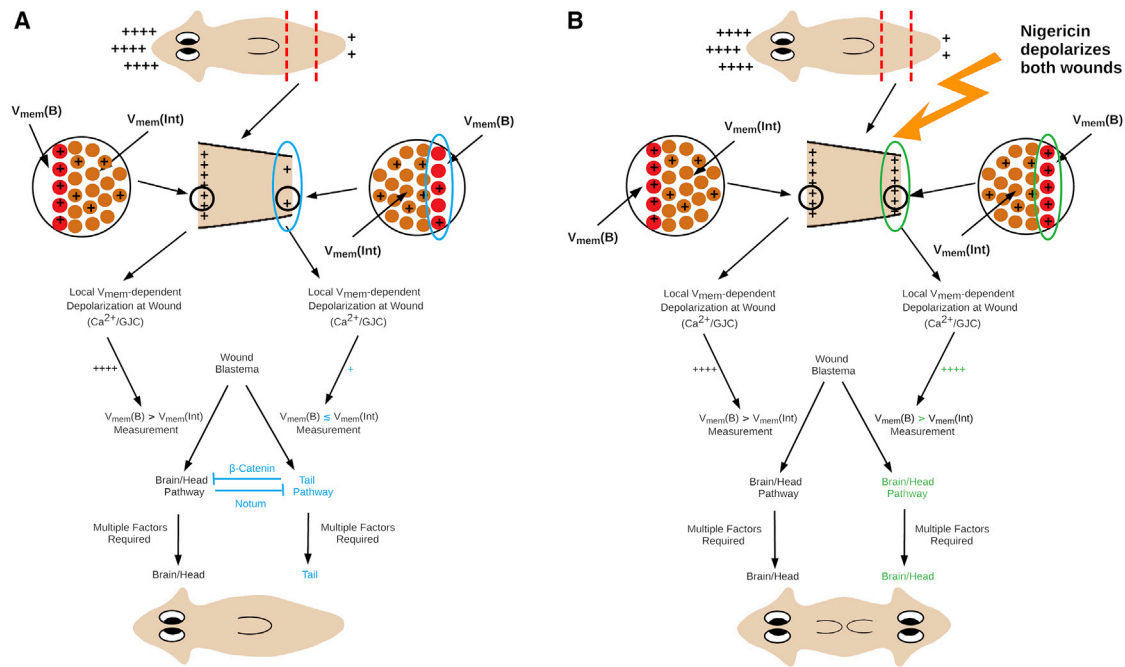 A
++++
++++
++++
+
+
Vmem(B)
Vmem(Int)
Vmem(B)
Vmem(Int)
Local Vmem-dependent
Depolarization at Wound
(Ca2+/GJC)
Local Vmem-dependent
Depolarization at Wound
(Ca2+/GJC)
Wound
Blastema
++++
+
Vmem(B) > Vmem(Int)
Measurement
Vmem(B) ≤ Vmem(Int)
Measurement
β-Catenin
Brain/Head
Pathway
Tail
Pathway
Notum
Multiple Factors
Required
Multiple Factors
Required
Brain/Head
Tail
B
++++
++++
++++
+
+
Nigericin
depolarizes
both wounds
Vmem(Int)
Vmem(B)
Vmem(B)
Vmem(Int)
Local Vmem-dependent
Depolarization at Wound
(Ca2+/GJC)
Local Vmem-dependent
Depolarization at Wound
(Ca2+/GJC)
Wound
Blastema
++++
++++
Vmem(B) > Vmem(Int)
Measurement
Vmem(B) > Vmem(Int)
Measurement
Brain/Head
Pathway
Brain/Head
Pathway
Multiple Factors
Required
Multiple Factors
Required
Brain/Head
Brain/Head